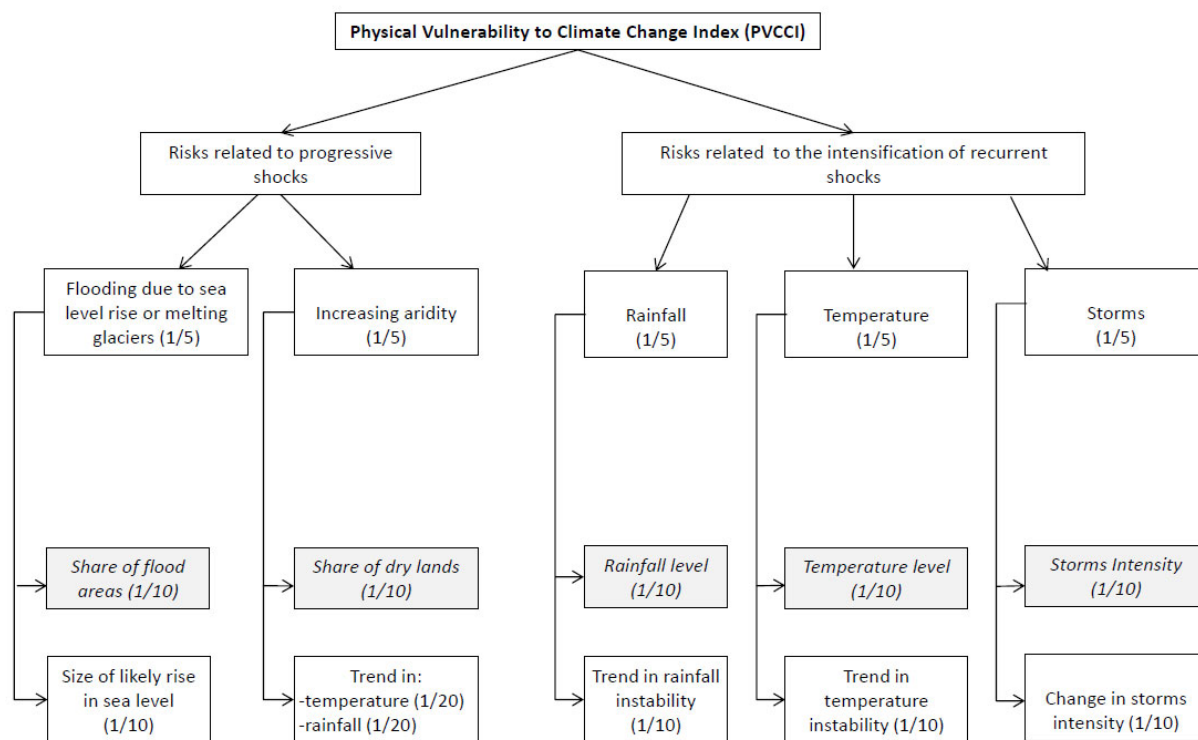 Physical Vulnerability to Climate Change Index (PVCCI)
Risks related to progressive
shocks
Risks related to the intensification of recurrent
shocks
Flooding due to sea
level rise or melting
glaciers (1/5)
Increasing aridity
(1/5)
Rainfall
(1/5)
Temperature
(1/5)
Storms
(1/5)
Share of flood
areas (1/10)
Share of dry lands
(1/10)
Rainfall level
(1/10)
Temperature level
(1/10)
Storms Intensity
(1/10)
Size of likely rise
in sea level
(1/10)
Trend in:
-temperature (1/20)
-rainfall (1/20)
Trend in rainfall
instability
(1/10)
Trend in
temperature
instability (1/10)
Change in storms
intensity (1/10)